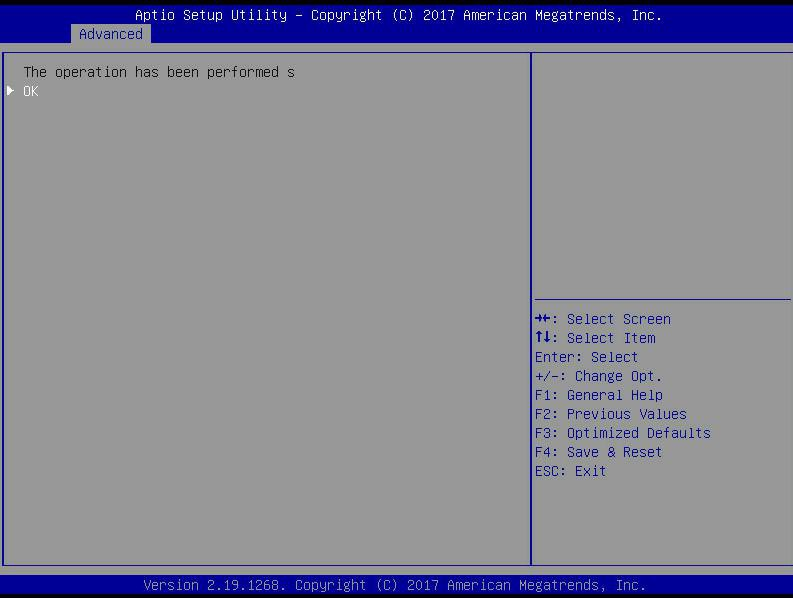 Aptio Setup Utility – Copyright (C) 2017 American Megatrends, Inc.
Advanced
The operation has been performed s
OK
→←: Select Screen
↑↓: Select Item
Enter: Select
+/–: Change Opt.
F1: General Help
F2: Previous Values
F3: Optimized Defaults
F4: Save & Reset
ESC: Exit
Version 2.19.1268. Copyright (C) 2017 American Megatrends, Inc.